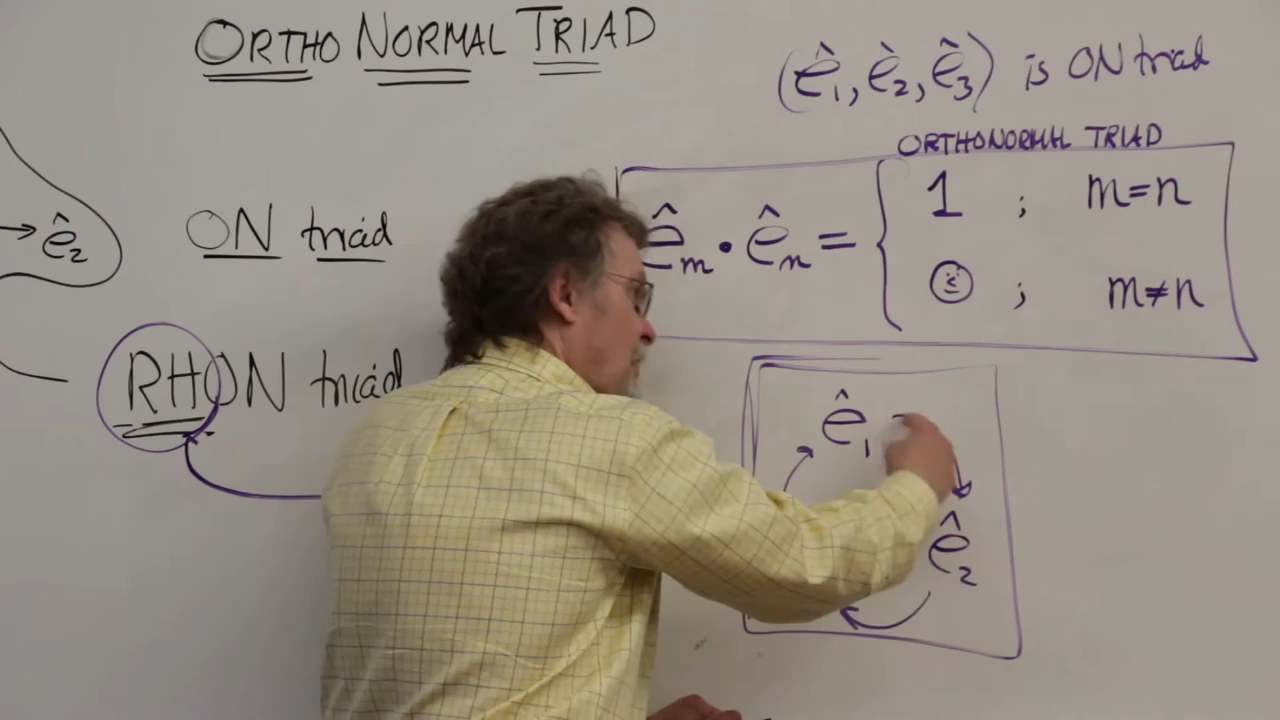 ORTHO NORMAL TRIAD
(ê₁, ê₂, ê₃) is ON triad
ORTHONORMAL TRIAD
êₘ · êₙ = { 1 ; m=n
0 ; m≠n
→ ê₂
ON triad
RHON triad
ê₁
ê₂